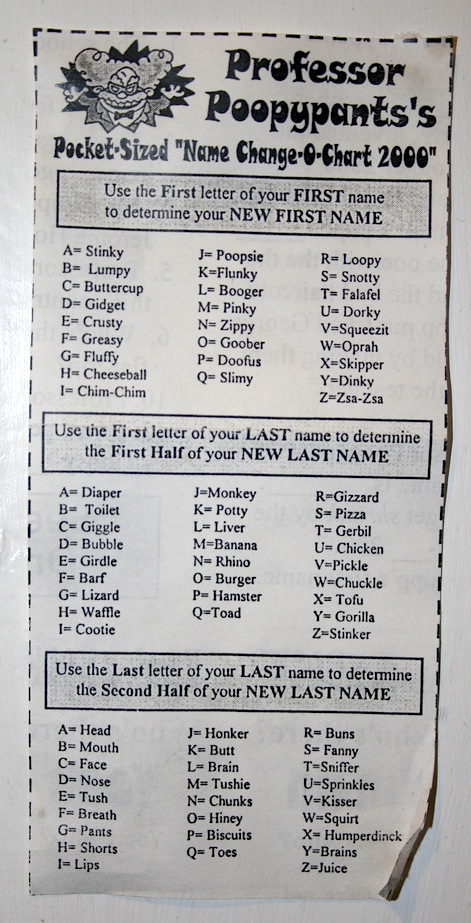 Professor
Poopypants's
Pocket-Sized "Name Change-O-Chart 2000"
Use the First letter of your FIRST name
to determine your NEW FIRST NAME
A= Stinky
B= Lumpy
C= Buttercup
D= Gidget
E= Crusty
F= Greasy
G= Fluffy
H= Cheeseball
I= Chim-Chim
J= Poopsie
K=Flunky
L= Booger
M= Pinky
N= Zippy
O= Goober
P= Doofus
Q= Slimy
R= Loopy
S= Snotty
T= Falafel
U= Dorky
V=Squeezit
W=Oprah
X=Skipper
Y=Dinky
Z=Zsa-Zsa
Use the First letter of your LAST name to determine
the First Half of your NEW LAST NAME
A= Diaper
B= Toilet
C= Giggle
D= Bubble
E= Girdle
F= Barf
G= Lizard
H= Waffle
I= Cootie
J=Monkey
K= Potty
L= Liver
M=Banana
N= Rhino
O= Burger
P= Hamster
Q=Toad
R=Gizzard
S= Pizza
T= Gerbil
U= Chicken
V=Pickle
W=Chuckle
X= Tofu
Y= Gorilla
Z=Stinker
Use the Last letter of your LAST name to determine
the Second Half of your NEW LAST NAME
A= Head
B= Mouth
C= Face
D= Nose
E= Tush
F= Breath
G= Pants
H= Shorts
I= Lips
J= Honker
K= Butt
L= Brain
M= Tushie
N= Chunks
O= Hiney
P= Biscuits
Q= Toes
R= Buns
S= Fanny
T=Sniffer
U=Sprinkles
V=Kisser
W=Squirt
X= Humperdinck
Y=Brains
Z=Juice